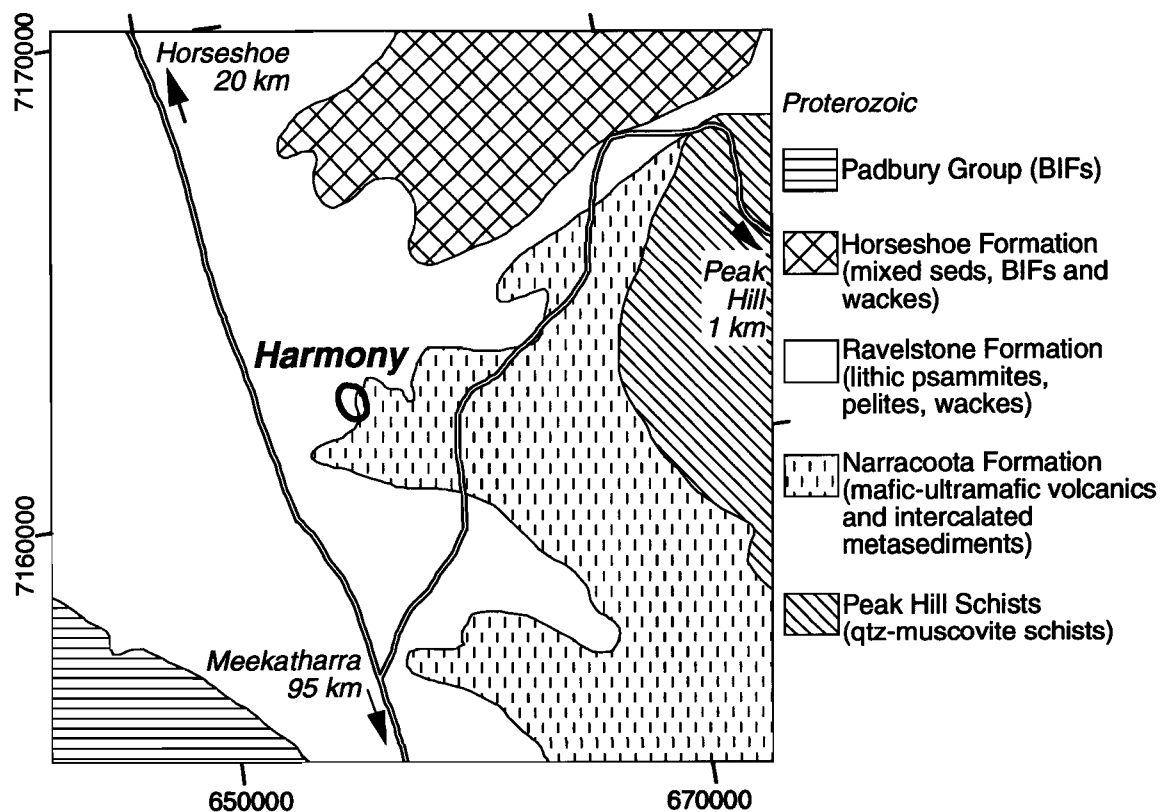 7170000
7160000
Horseshoe
20 km
Harmony
Peak
Hill
1 km
Meekatharra
95 km
650000
670000
Proterozoic
Padbury Group (BIFs)
Horseshoe Formation
(mixed seds, BIFs and
wackes)
Ravelstone Formation
(lithic psammites,
pelites, wackes)
Narracoota Formation
(mafic-ultramafic volcanics
and intercalated
metasediments)
Peak Hill Schists
(qtz-muscovite schists)